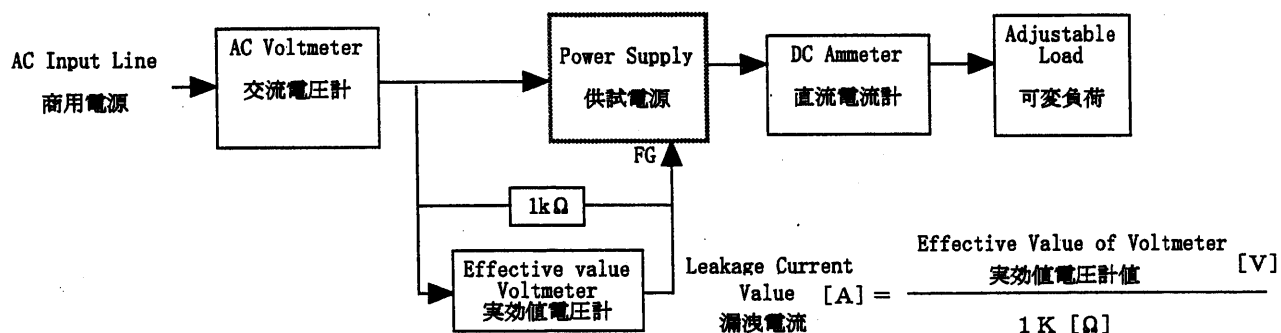 AC Input Line
商用電源
AC Voltmeter
交流電圧計
Power Supply
供試電源
DC Ammeter
直流電流計
Adjustable
Load
可変負荷
FG
1kΩ
Effective value
Voltmeter
実効値電圧計
Leakage Current
Value [A] =
漏洩電流
Effective Value of Voltmeter
実効値電圧計値 [V]
1K [Ω]